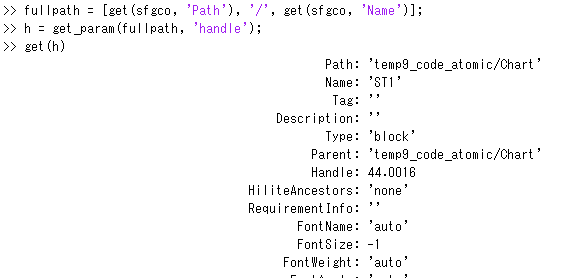 >> fullpath = [get(sfgco, 'Path'), '/', get(sfgco, 'Name')];
>> h = get_param(fullpath, 'handle');
>> get(h)
Path: 'temp9_code_atomic/Chart'
Name: 'ST1'
Tag: ''
Description: ''
Type: 'block'
Parent: 'temp9_code_atomic/Chart'
Handle: 44.0016
HiliteAncestors: 'none'
RequirementInfo: ''
FontName: 'auto'
FontSize: -1
FontWeight: 'auto'